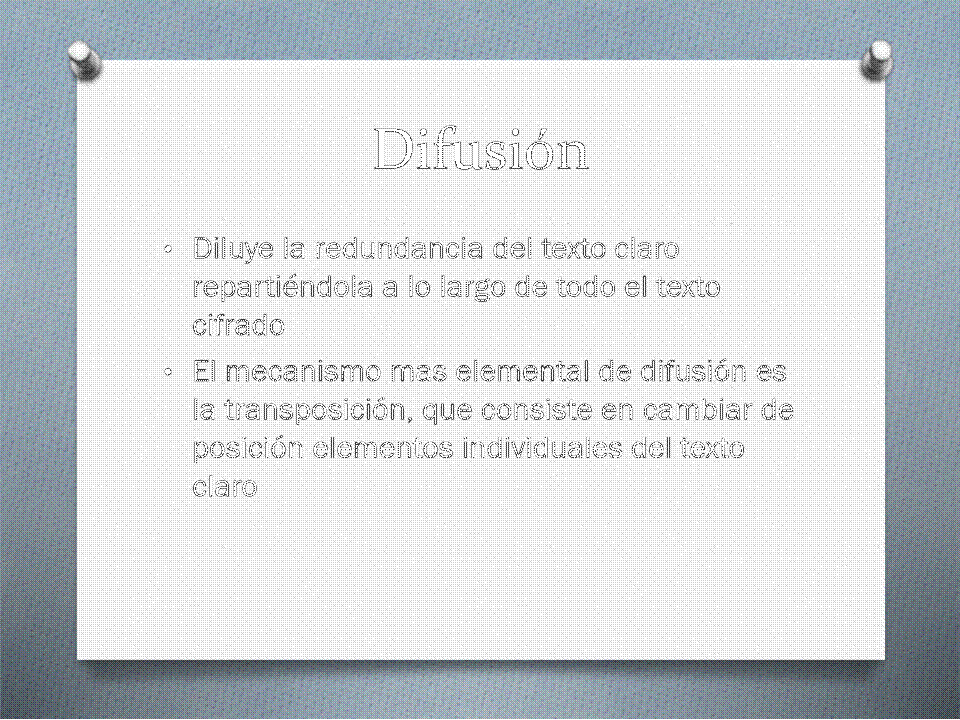 Difusión
• Diluye la redundancia del texto claro
repartiéndola a lo largo de todo el texto
cifrado
• El mecanismo mas elemental de difusión es
la transposición, que consiste en cambiar de
posición elementos individuales del texto
claro